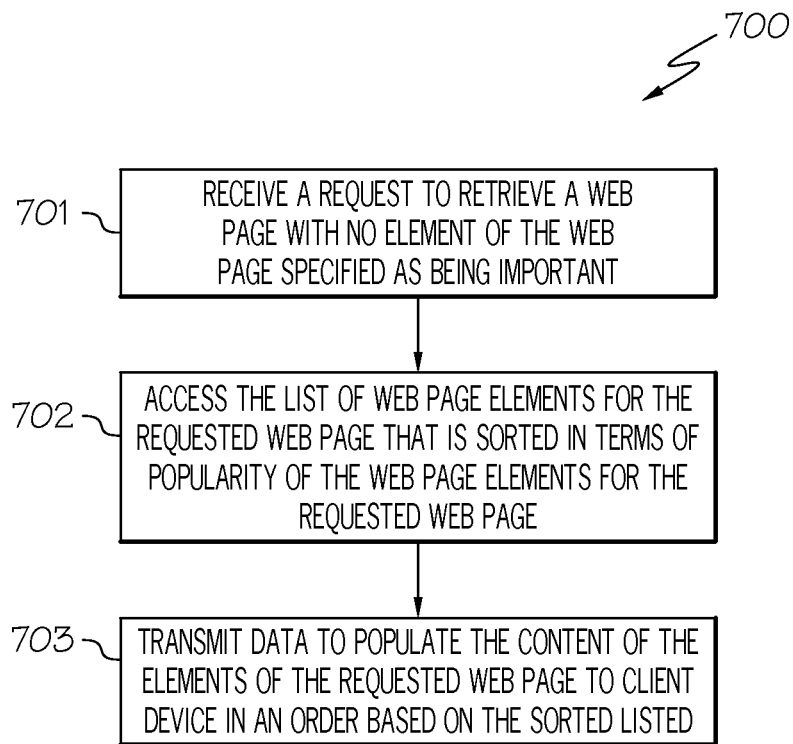 700
701
RECEIVE A REQUEST TO RETRIEVE A WEB
PAGE WITH NO ELEMENT OF THE WEB
PAGE SPECIFIED AS BEING IMPORTANT
702
ACCESS THE LIST OF WEB PAGE ELEMENTS FOR THE
REQUESTED WEB PAGE THAT IS SORTED IN TERMS OF
POPULARITY OF THE WEB PAGE ELEMENTS FOR THE
REQUESTED WEB PAGE
703
TRANSMIT DATA TO POPULATE THE CONTENT OF THE
ELEMENTS OF THE REQUESTED WEB PAGE TO CLIENT
DEVICE IN AN ORDER BASED ON THE SORTED LISTED